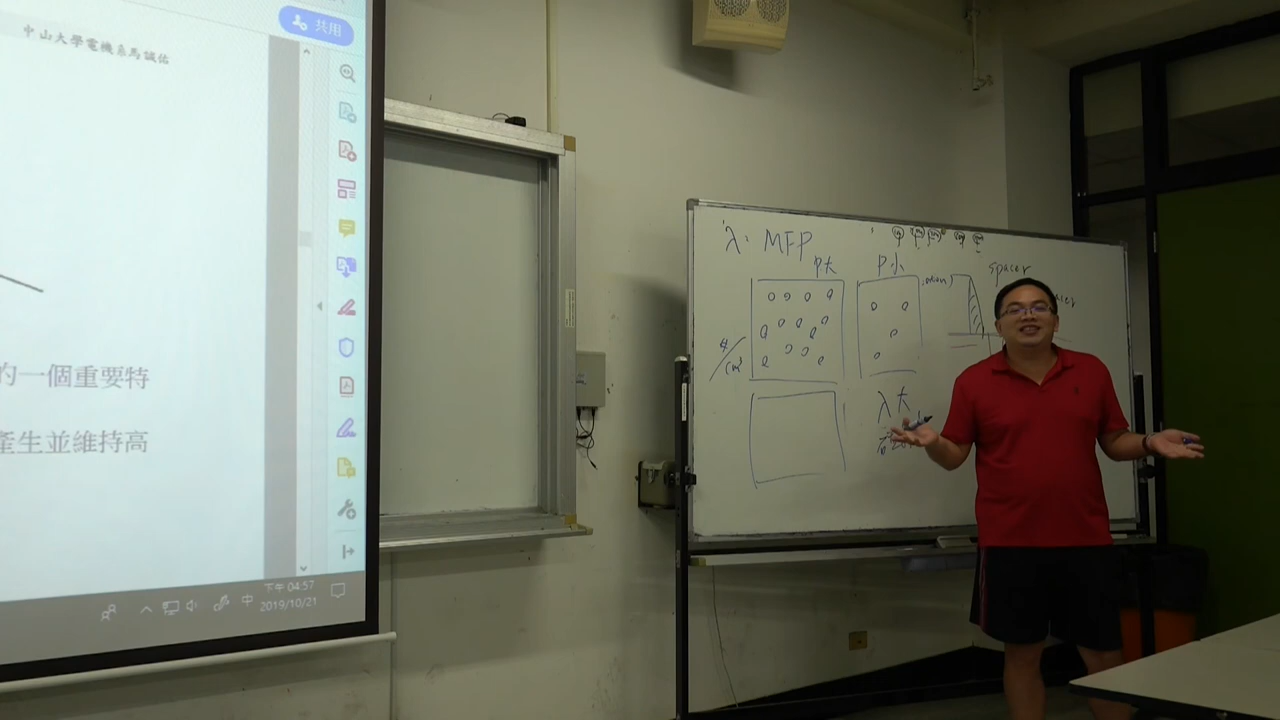 共用
中山大學電機系馬誠佑
的一個重要特
產生並維持高
下午 04:57
中
2019/10/21
λ: MFP
P大
P小
spacer
λ大